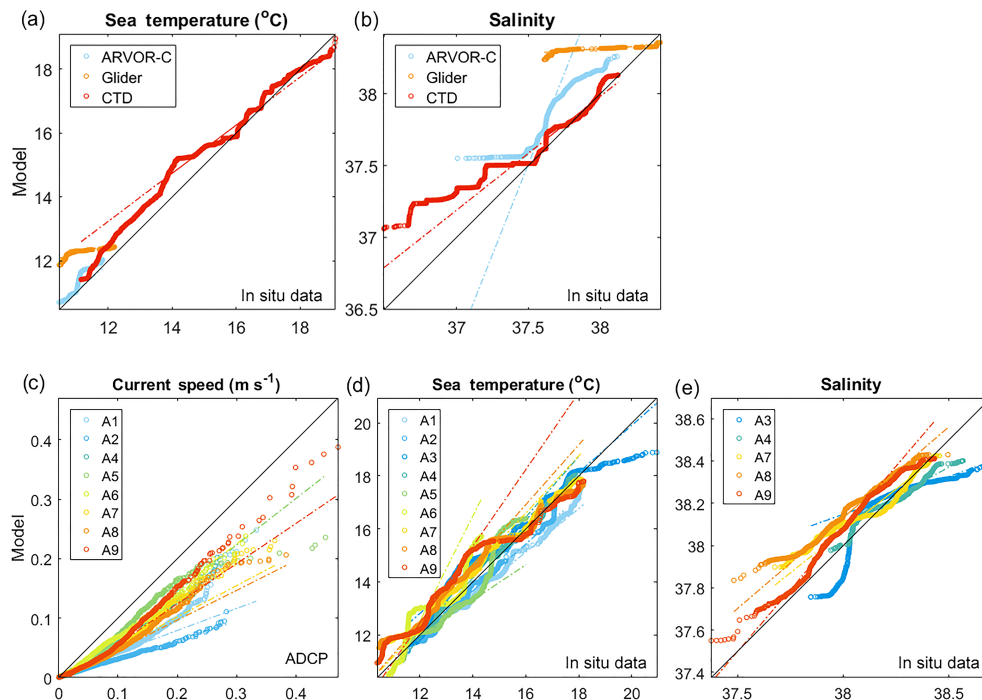 (a) Sea temperature (°C)
ARVOR-C
Glider
CTD
Model
18
16
14
12
12 14 16 18
In situ data
(b) Salinity
ARVOR-C
Glider
CTD
38
37.5
37
36.5
37 37.5 38
In situ data
(c) Current speed (m s-1)
A1
A2
A4
A5
A6
A7
A8
A9
Model
0.4
0.3
0.2
0.1
0
0 0.1 0.2 0.3 0.4
ADCP
(d) Sea temperature (°C)
A1
A2
A3
A4
A5
A6
A7
A8
A9
20
18
16
14
12
12 14 16 18 20
In situ data
(e) Salinity
A3
A4
A7
A8
A9
38.6
38.4
38.2
38
37.8
37.6
37.4
37.5 38 38.5
In situ data